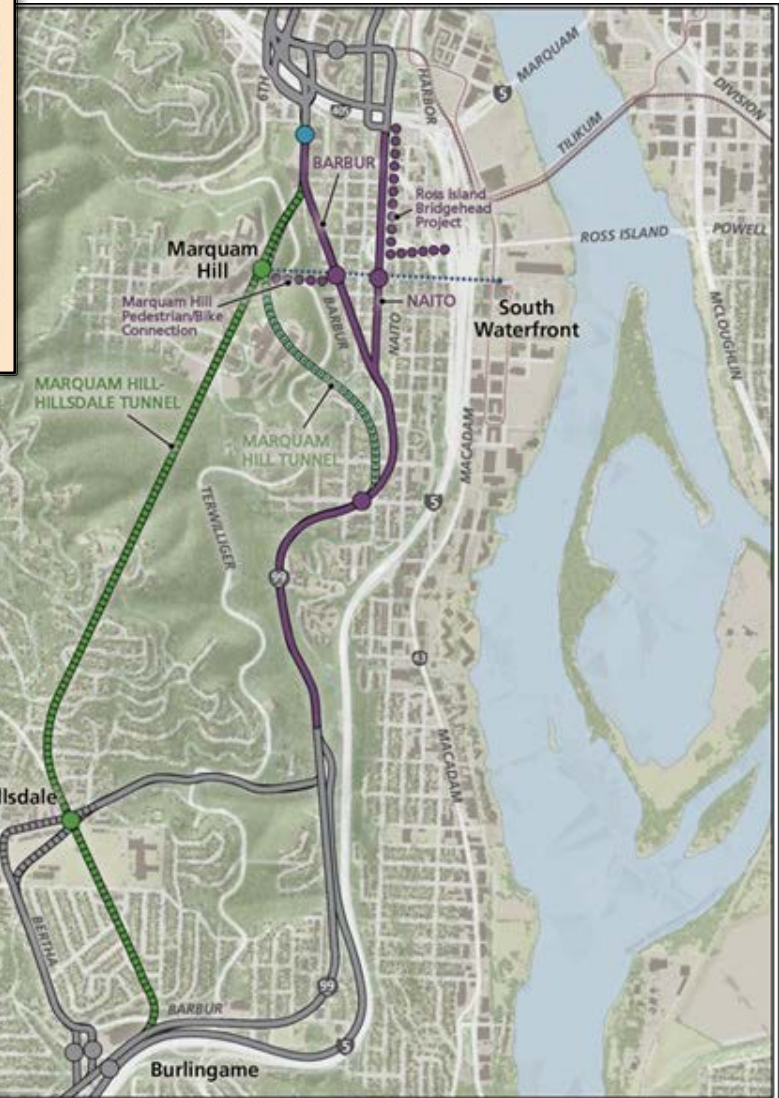 6TH
405
HARBOR
5
MARQUAM
DIVISION
TILIKUM
BARBUR
Ross Island
Bridgehead
Project
ROSS ISLAND
POWELL
Marquam
Hill
Marquam Hill
Pedestrian/Bike
Connection
BARBUR
NAITO
NAITO
South
Waterfront
MCLOUGHLIN
MARQUAM HILL-
HILLSDALE TUNNEL
MARQUAM
HILL TUNNEL
MACADAM
TERWILLIGER
5
99
43
MACADAM
llsdale
BERTHA
99
BARBUR
5
Burlingame